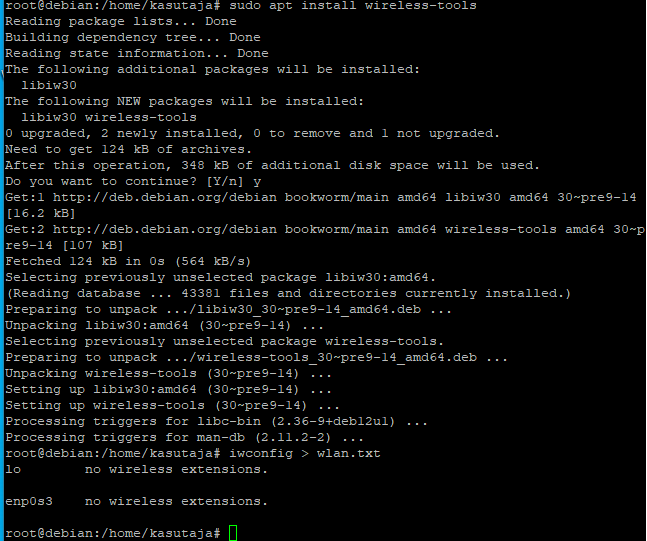 root@debian:/home/kasutaja# sudo apt install wireless-tools
Reading package lists... Done
Building dependency tree... Done
Reading state information... Done
The following additional packages will be installed:
  libiw30
The following NEW packages will be installed:
  libiw30 wireless-tools
0 upgraded, 2 newly installed, 0 to remove and 1 not upgraded.
Need to get 124 kB of archives.
After this operation, 348 kB of additional disk space will be used.
Do you want to continue? [Y/n] y
Get:1 http://deb.debian.org/debian bookworm/main amd64 libiw30 amd64 30~pre9-14
[16.2 kB]
Get:2 http://deb.debian.org/debian bookworm/main amd64 wireless-tools amd64 30~p
re9-14 [107 kB]
Fetched 124 kB in 0s (564 kB/s)
Selecting previously unselected package libiw30:amd64.
(Reading database ... 43381 files and directories currently installed.)
Preparing to unpack .../libiw30_30~pre9-14_amd64.deb ...
Unpacking libiw30:amd64 (30~pre9-14) ...
Selecting previously unselected package wireless-tools.
Preparing to unpack .../wireless-tools_30~pre9-14_amd64.deb ...
Unpacking wireless-tools (30~pre9-14) ...
Setting up libiw30:amd64 (30~pre9-14) ...
Setting up wireless-tools (30~pre9-14) ...
Processing triggers for libc-bin (2.36-9+deb12u1) ...
Processing triggers for man-db (2.11.2-2) ...
root@debian:/home/kasutaja# iwconfig > wlan.txt
lo        no wireless extensions.

enp0s3    no wireless extensions.

root@debian:/home/kasutaja#